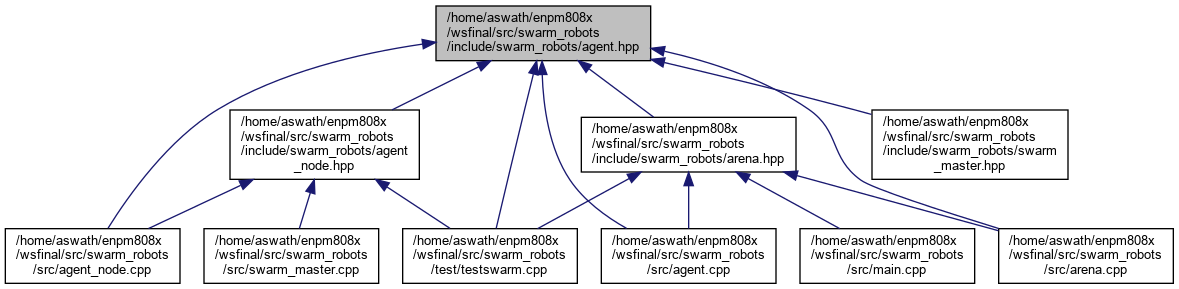 /home/aswath/enpm808x
/wsfinal/src/swarm_robots
/include/swarm_robots/agent.hpp
/home/aswath/enpm808x
/wsfinal/src/swarm_robots
/include/swarm_robots/agent
_node.hpp
/home/aswath/enpm808x
/wsfinal/src/swarm_robots
/include/swarm_robots/arena.hpp
/home/aswath/enpm808x
/wsfinal/src/swarm_robots
/include/swarm_robots/swarm
_master.hpp
/home/aswath/enpm808x
/wsfinal/src/swarm_robots
/src/agent_node.cpp
/home/aswath/enpm808x
/wsfinal/src/swarm_robots
/src/swarm_master.cpp
/home/aswath/enpm808x
/wsfinal/src/swarm_robots
/test/testswarm.cpp
/home/aswath/enpm808x
/wsfinal/src/swarm_robots
/src/agent.cpp
/home/aswath/enpm808x
/wsfinal/src/swarm_robots
/src/main.cpp
/home/aswath/enpm808x
/wsfinal/src/swarm_robots
/src/arena.cpp